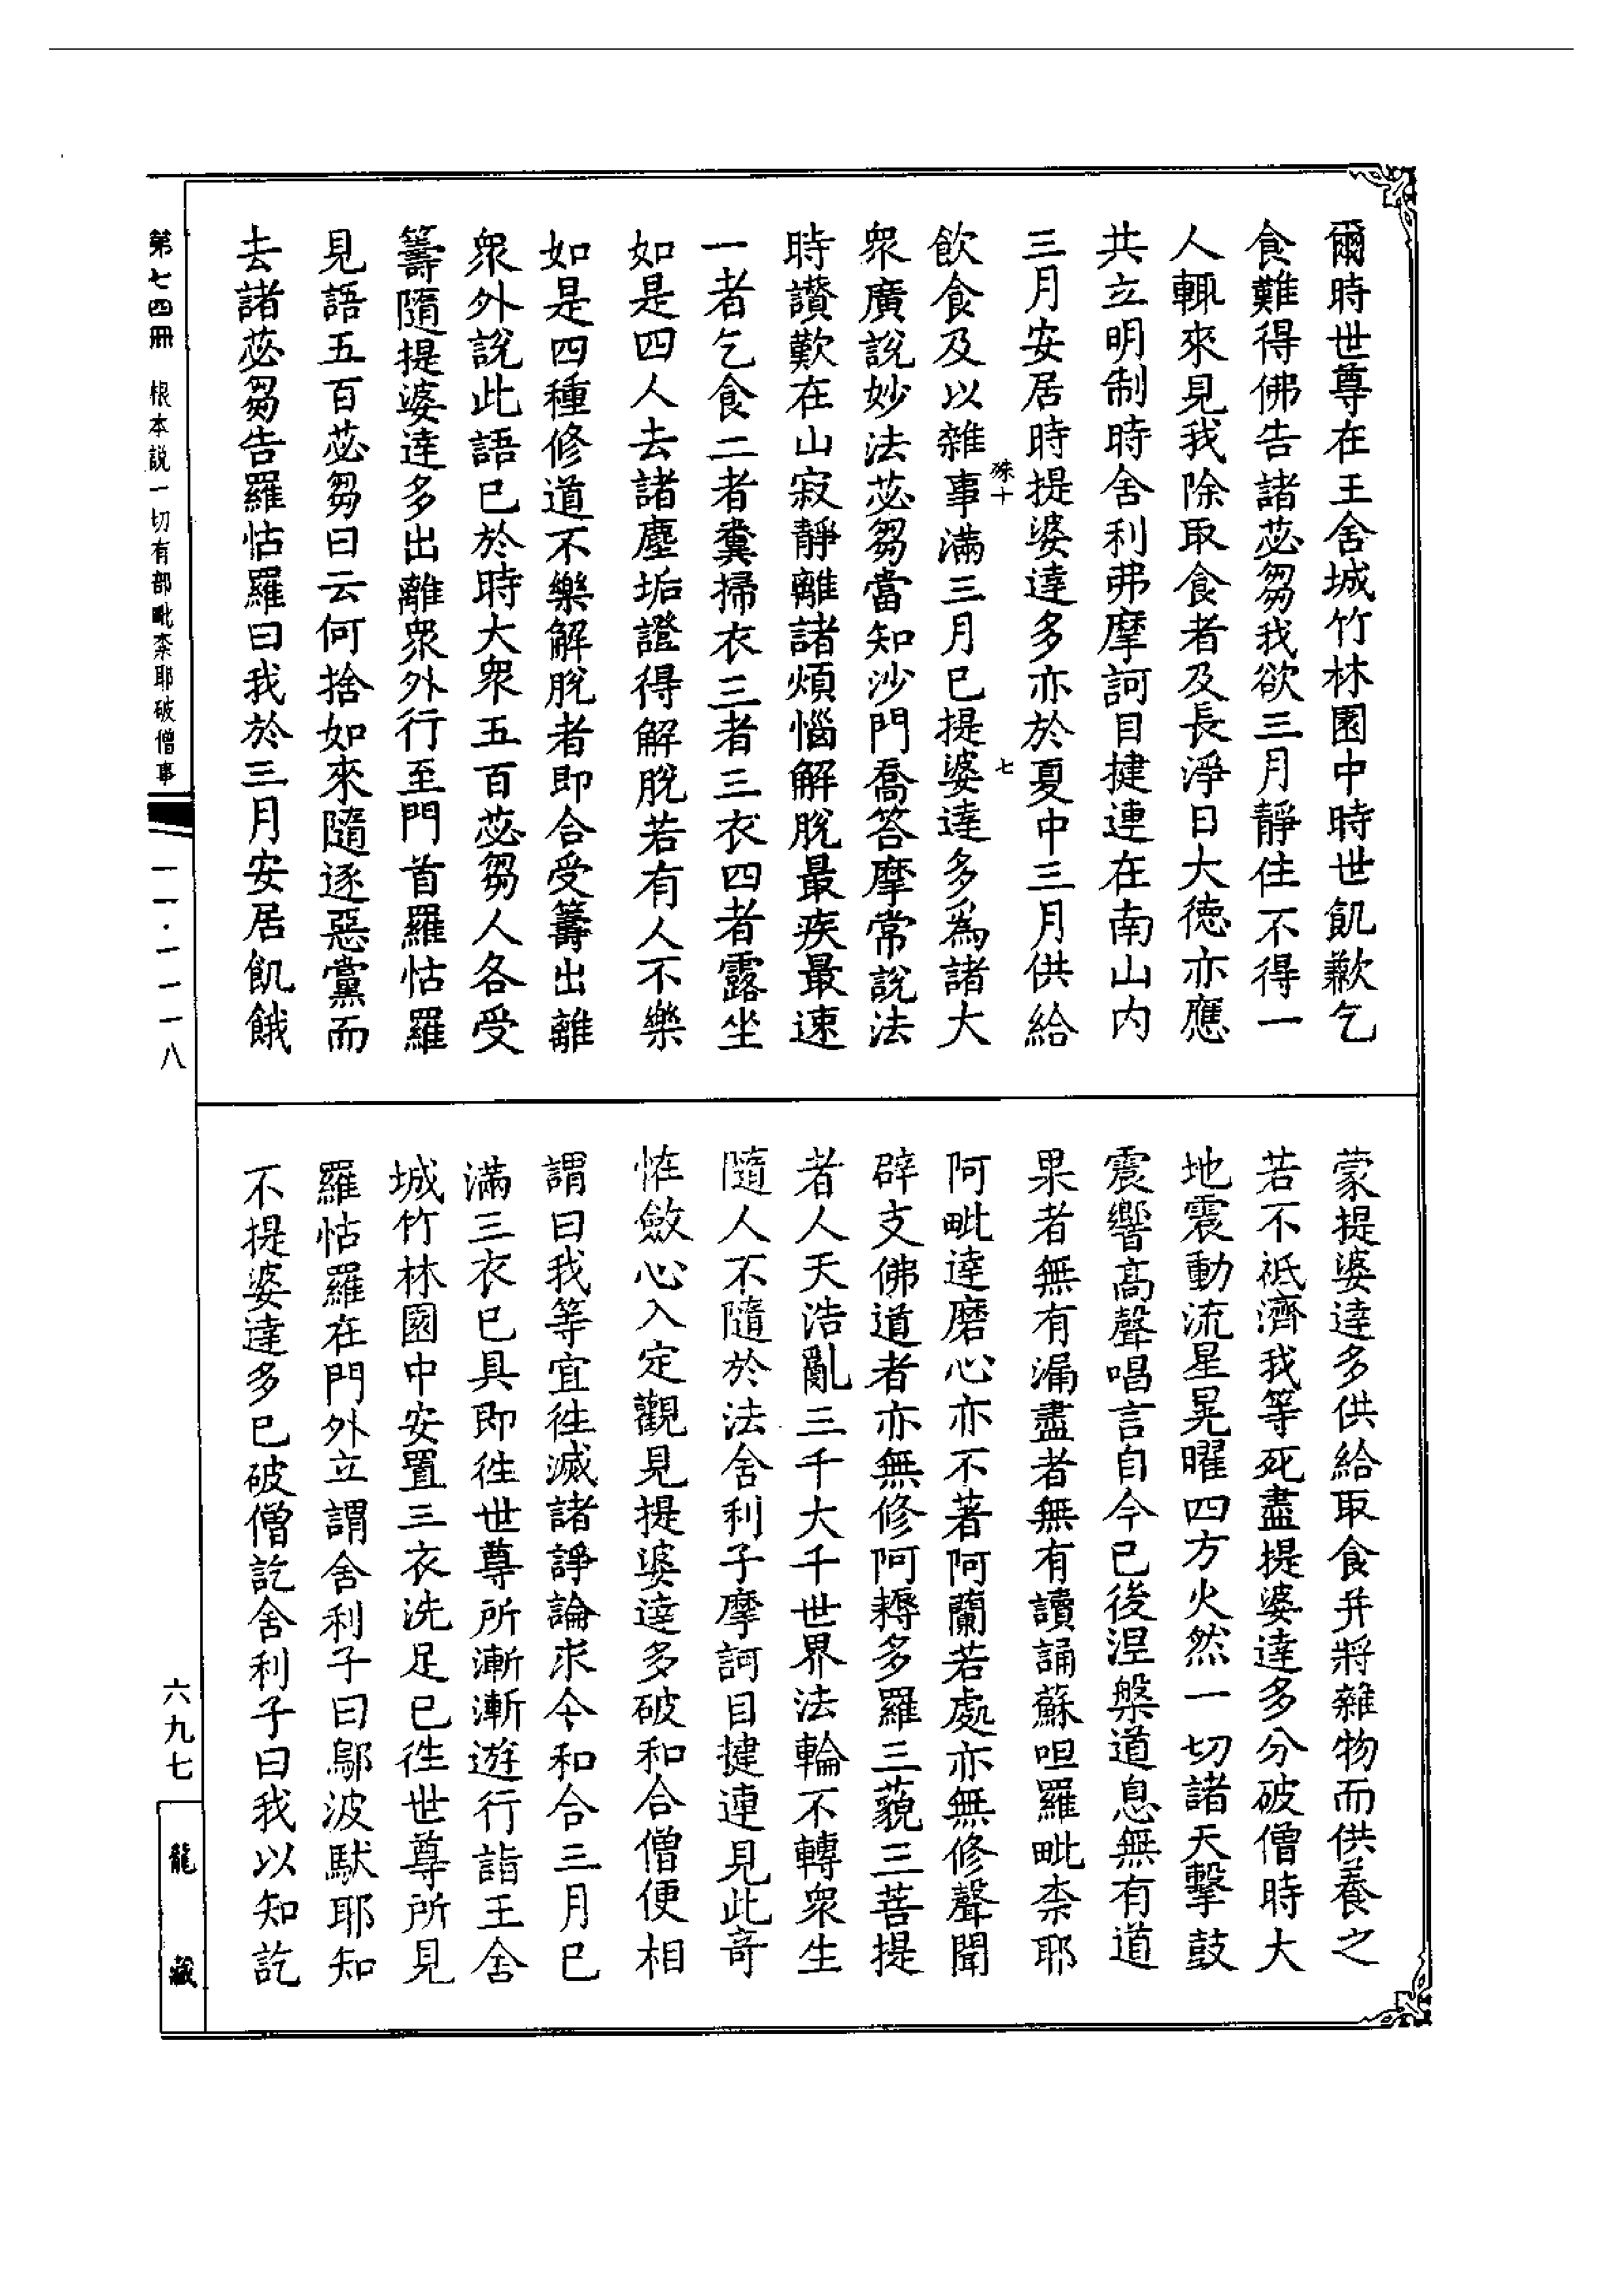 爾時世尊在王舍城竹林園中時世飢歉乞
食難得佛告諸苾芻我欲三月靜住不得一
人輒來見我除取食者及長淨日大德亦應
共立明制時舍利弗摩訶目揵連在南山內
三月安居時提婆達多亦於夏中三月供給
殊十
七
飲食及以雜事滿三月已提婆達多為諸大
眾廣說妙法苾芻當知沙門喬答摩常說法
時讚歎在山寂靜離諸煩惱解脫最疾最速
一者乞食二者糞掃衣三者三衣四者露坐
如是四人去諸塵垢證得解脫若有人不樂
如是四種修道不樂解脫者即合受籌出離
眾外說此語已於時大眾五百苾芻人各受
籌隨提婆達多出離眾外行至門首羅怙羅
見語五百苾芻曰云何捨如來隨逐惡黨而
去諸苾芻告羅怙羅曰我於三月安居飢餓
蒙提婆達多供給取食并將雜物而供養之
若不祇濟我等死盡提婆達多分破僧時大
地震動流星晃曜四方火然一切諸天擊鼓
震響高聲唱言自今已後涅槃道息無有道
果者無有漏盡者無有讀誦蘇呾羅毗柰耶
阿毗達磨心亦不著阿蘭若處亦無修聲聞
辟支佛道者亦無修阿耨多羅三藐三菩提
者人天浩亂三千大千世界法輪不轉眾生
隨人不隨於法舍利子摩訶目揵連見此奇
恠斂心入定觀見提婆達多破和合僧便相
謂曰我等宜往滅諸諍論求令和合三月已
滿三衣已具即往世尊所漸漸遊行詣王舍
城竹林園中安置三衣洗足已往世尊所見
羅怙羅在門外立謂舍利子曰鄔波馱耶知
不提婆達多已破僧訖舍利子曰我以知訖
第七四冊　根本說一切有部毗柰耶破僧事
一一·一一一八
六九七
龍藏